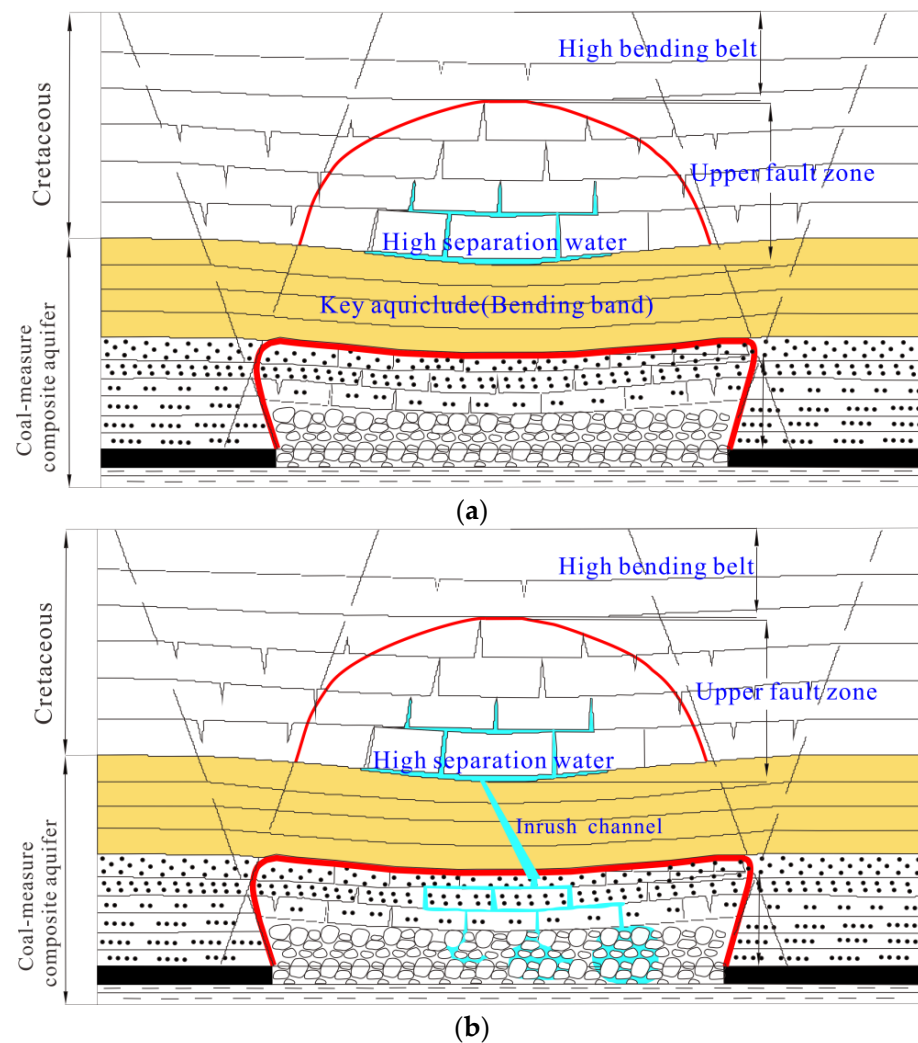 High bending belt
Cretaceous
Upper fault zone
High separation water
Key aquiclude(Bending band)
Coal-measure
composite aquifer
(a)
High bending belt
Cretaceous
Upper fault zone
High separation water
Inrush channel
Coal-measure
composite aquifer
(b)